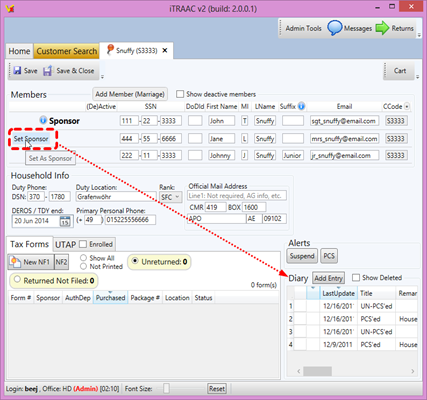 iTRAAC v2 (build: 2.0.0.1)
Admin Tools Messages Returns
Home Customer Search Snuffy (S3333)
Save Save & Close Cart
Members Add Member (Marriage) Show deactive members
(De)Active SSN DoDId First Name MI LName Suffix Email CCode
Sponsor 111 - 22 - 3333 John T Snuffy sgt_snuffy@email.com S3333
Set Sponsor 444 - 55 - 6666 Jane L Snuffy mrs_snuffy@email.com S3333
Set As Sponsor 222 - 11 - 3333 Johnny J Snuffy Junior jr_snuffy@email.com S3333
Household Info
Duty Phone: Duty Location: Rank: Official Mail Address
DSN: 370 - 1780 Grafenwöhr SFC Line1: Not required, AG info, etc.
DEROS / TDY end: Primary Personal Phone: CMR 419 BOX 1600
20 Jun 2014 15 (+ 49 ) 015225556666 APO AE 09102
Tax Forms UTAP Enrolled
New NF1 NF2 Show All Not Printed Unreturned: 0
Returned Not Filed: 0 0 form(s)
Form # Sponsor AuthDep Purchased Package # Location Status
Alerts
Suspend PCS
Diary Add Entry Show Deleted
LastUpdate Title Remar
1 12/16/201 UN-PCS'ed
2 12/16/201 PCS'ed House
3 12/16/201 UN-PCS'ed
4 12/9/2011 PCS'ed House
Login: beej , Office: HD (Admin) [02:10] Font Size: Reset